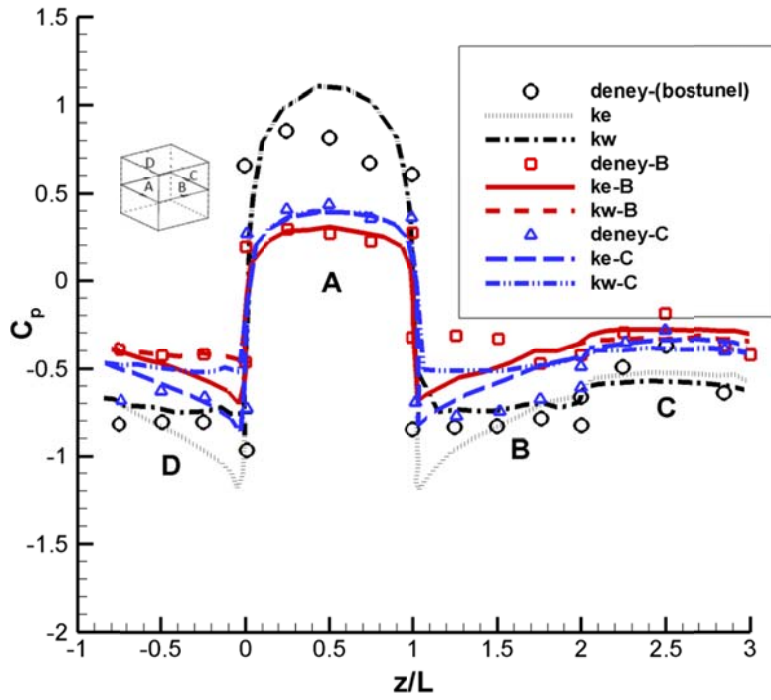 1.5
1
0.5
0
-0.5
-1
-1.5
-2
Cp
-1
-0.5
0
0.5
1
1.5
2
2.5
3
z/L
deney-(bostunel)
ke
kw
deney-B
ke-B
kw-B
deney-C
ke-C
kw-C
D
C
A
B
A
B
C
D